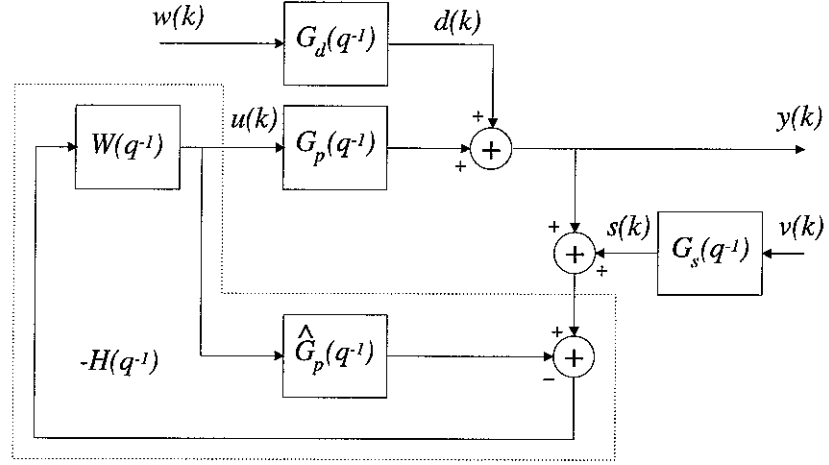 w(k)
G_d(q⁻¹)
d(k)
+
W(q⁻¹)
u(k)
G_p(q⁻¹)
+
+
y(k)
+
s(k)
G_s(q⁻¹)
v(k)
+
+
-H(q⁻¹)
Ĝ_p(q⁻¹)
+
+
−